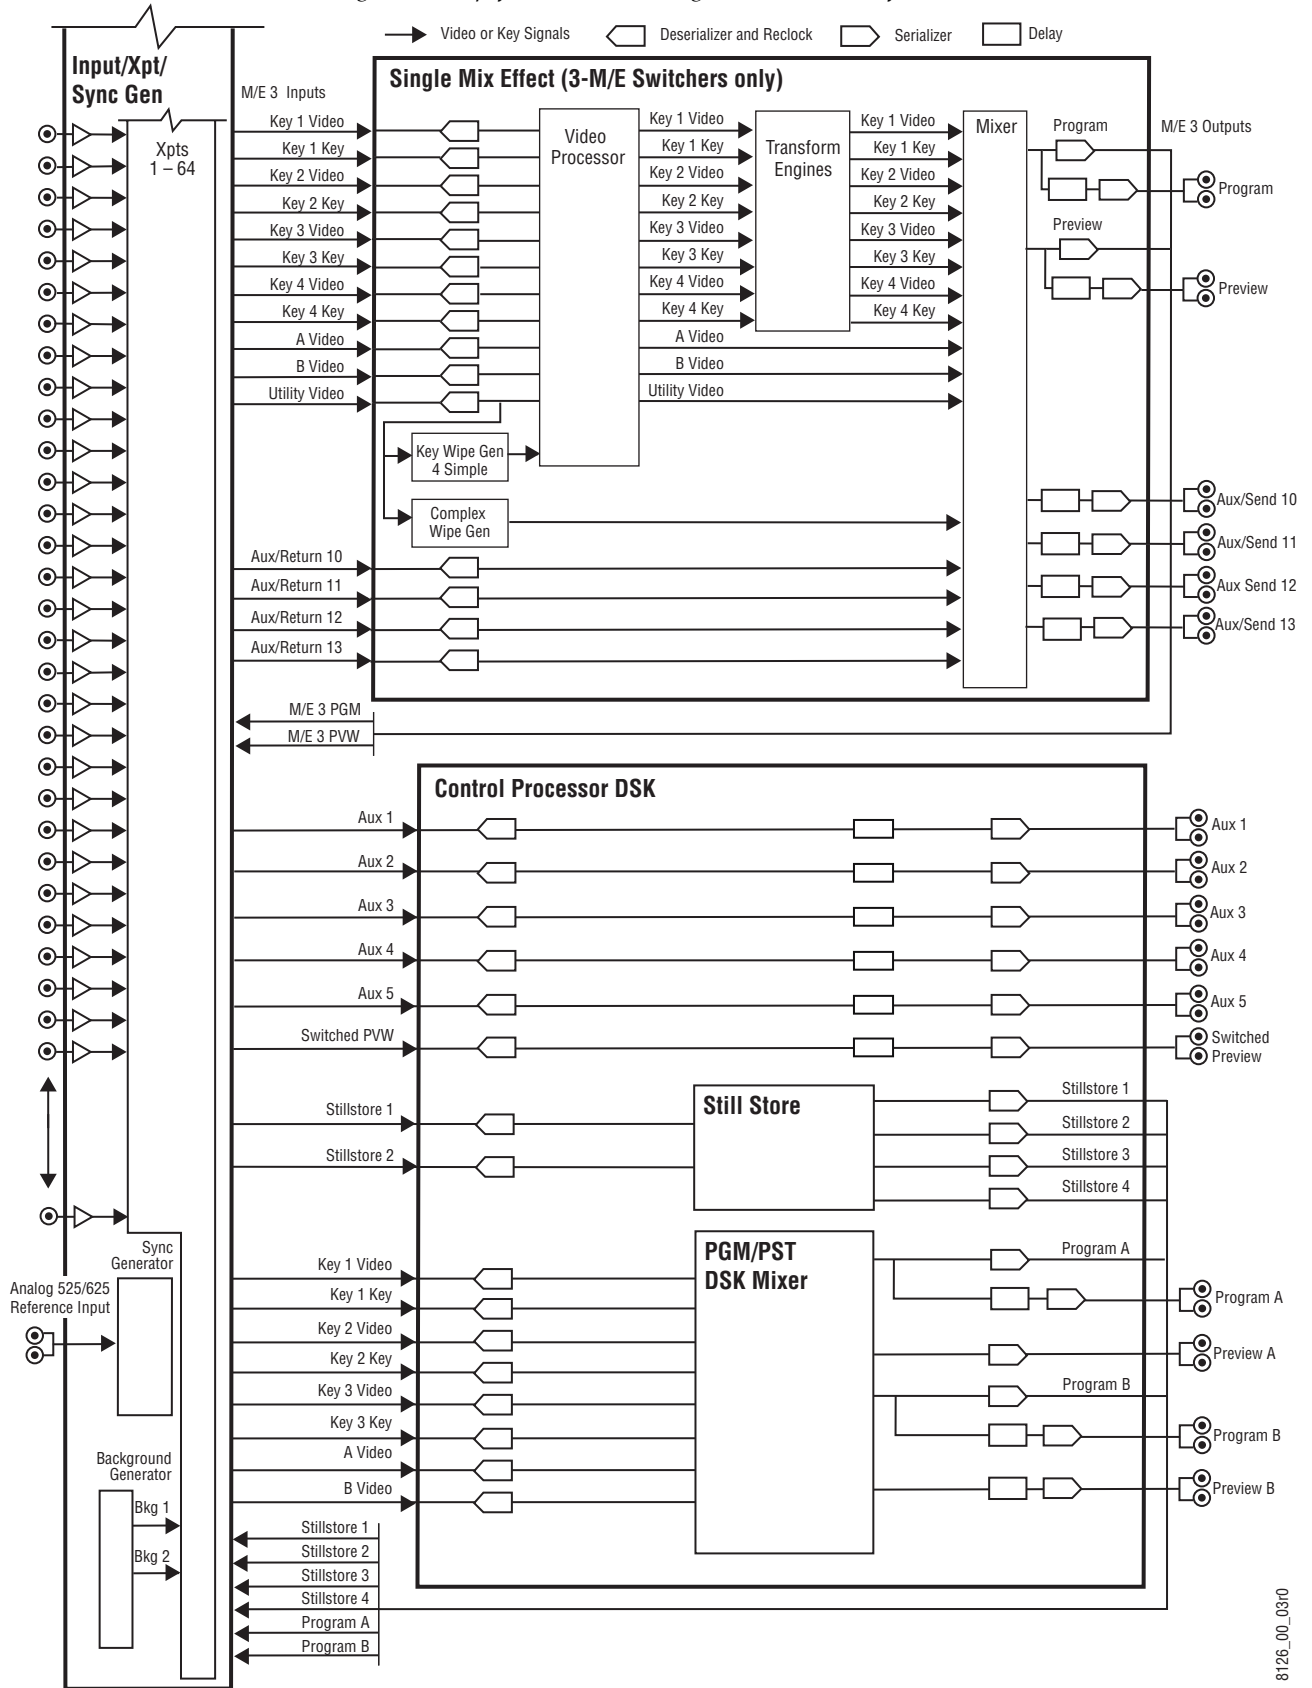 Video or Key Signals
Deserializer and Reclock
Serializer
Delay
Input/Xpt/
Sync Gen
Xpts
1 – 64
M/E 3 Inputs
Key 1 Video
Key 1 Key
Key 2 Video
Key 2 Key
Key 3 Video
Key 3 Key
Key 4 Video
Key 4 Key
A Video
B Video
Utility Video
Aux/Return 10
Aux/Return 11
Aux/Return 12
Aux/Return 13
M/E 3 PGM
M/E 3 PVW
Single Mix Effect (3-M/E Switchers only)
Video
Processor
Key Wipe Gen
4 Simple
Complex
Wipe Gen
Key 1 Video
Key 1 Key
Key 2 Video
Key 2 Key
Key 3 Video
Key 3 Key
Key 4 Video
Key 4 Key
A Video
B Video
Utility Video
Transform
Engines
Key 1 Video
Key 1 Key
Key 2 Video
Key 2 Key
Key 3 Video
Key 3 Key
Key 4 Video
Key 4 Key
Mixer
Program
Preview
M/E 3 Outputs
Program
Preview
Aux/Send 10
Aux/Send 11
Aux Send 12
Aux/Send 13
Control Processor DSK
Aux 1
Aux 2
Aux 3
Aux 4
Aux 5
Switched PVW
Aux 1
Aux 2
Aux 3
Aux 4
Aux 5
Switched
Preview
Stillstore 1
Stillstore 2
Still Store
Stillstore 1
Stillstore 2
Stillstore 3
Stillstore 4
Sync
Generator
Analog 525/625
Reference Input
Background
Generator
Bkg 1
Bkg 2
Key 1 Video
Key 1 Key
Key 2 Video
Key 2 Key
Key 3 Video
Key 3 Key
A Video
B Video
PGM/PST
DSK Mixer
Program A
Program B
Program A
Preview A
Program B
Preview B
Stillstore 1
Stillstore 2
Stillstore 3
Stillstore 4
Program A
Program B
8126_00_03r0